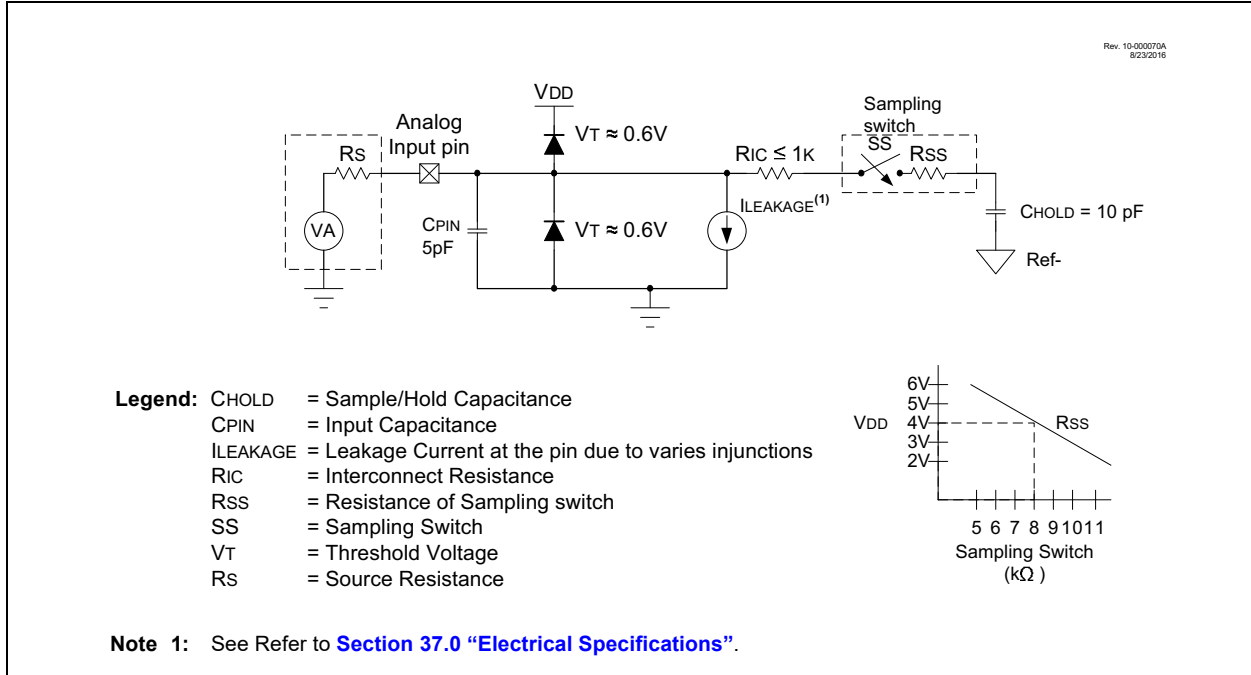 Rev. 10-000070A
8/23/2016
VDD
Sampling
switch
Analog
Input pin
VT ≈ 0.6V
RS
RIC ≤ 1K
SS
RSS
ILEAKAGE(1)
VA
CPIN
5pF
VT ≈ 0.6V
CHOLD = 10 pF
Ref-
Legend: CHOLD = Sample/Hold Capacitance
CPIN = Input Capacitance
ILEAKAGE = Leakage Current at the pin due to varies injunctions
RIC = Interconnect Resistance
RSS = Resistance of Sampling switch
SS = Sampling Switch
VT = Threshold Voltage
RS = Source Resistance
6V
5V
VDD
4V
3V
2V
RSS
5 6 7 8 9 10 11
Sampling Switch
(kΩ )
Note 1: See Refer to Section 37.0 “Electrical Specifications”.